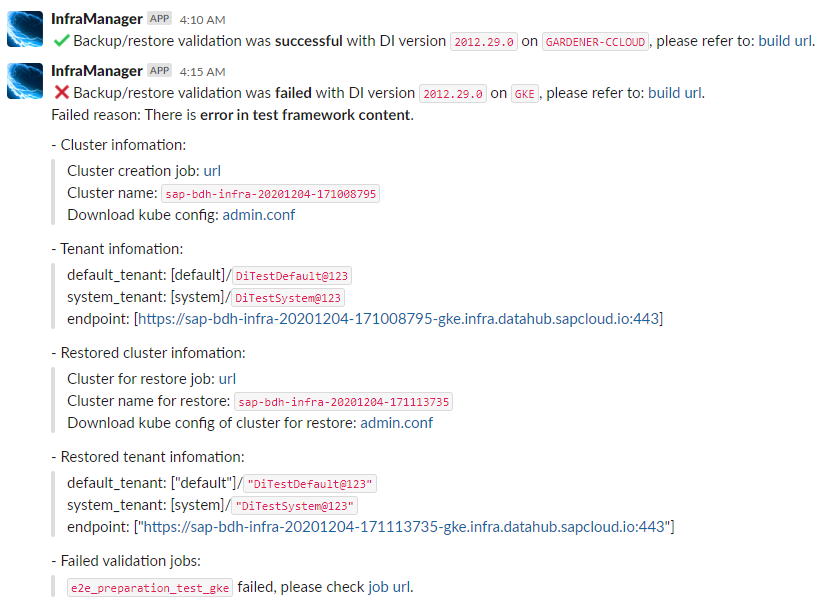 InfraManager APP 4:10 AM
Backup/restore validation was successful with DI version 2012.29.0 on GARDENER-CCLOUD, please refer to: build url.
InfraManager APP 4:15 AM
Backup/restore validation was failed with DI version 2012.29.0 on GKE, please refer to: build url.
Failed reason: There is error in test framework content.
- Cluster infomation:
Cluster creation job: url
Cluster name: sap-bdh-infra-20201204-171008795
Download kube config: admin.conf
- Tenant infomation:
default_tenant: [default]/DiTestDefault@123
system_tenant: [system]/DiTestSystem@123
endpoint: [https://sap-bdh-infra-20201204-171008795-gke.infra.datahub.sapcloud.io:443]
- Restored cluster infomation:
Cluster for restore job: url
Cluster name for restore: sap-bdh-infra-20201204-171113735
Download kube config of cluster for restore: admin.conf
- Restored tenant infomation:
default_tenant: ["default"]/"DiTestDefault@123"
system_tenant: [system]/"DiTestSystem@123"
endpoint: ["https://sap-bdh-infra-20201204-171113735-gke.infra.datahub.sapcloud.io:443"]
- Failed validation jobs:
e2e_preparation_test_gke failed, please check job url.